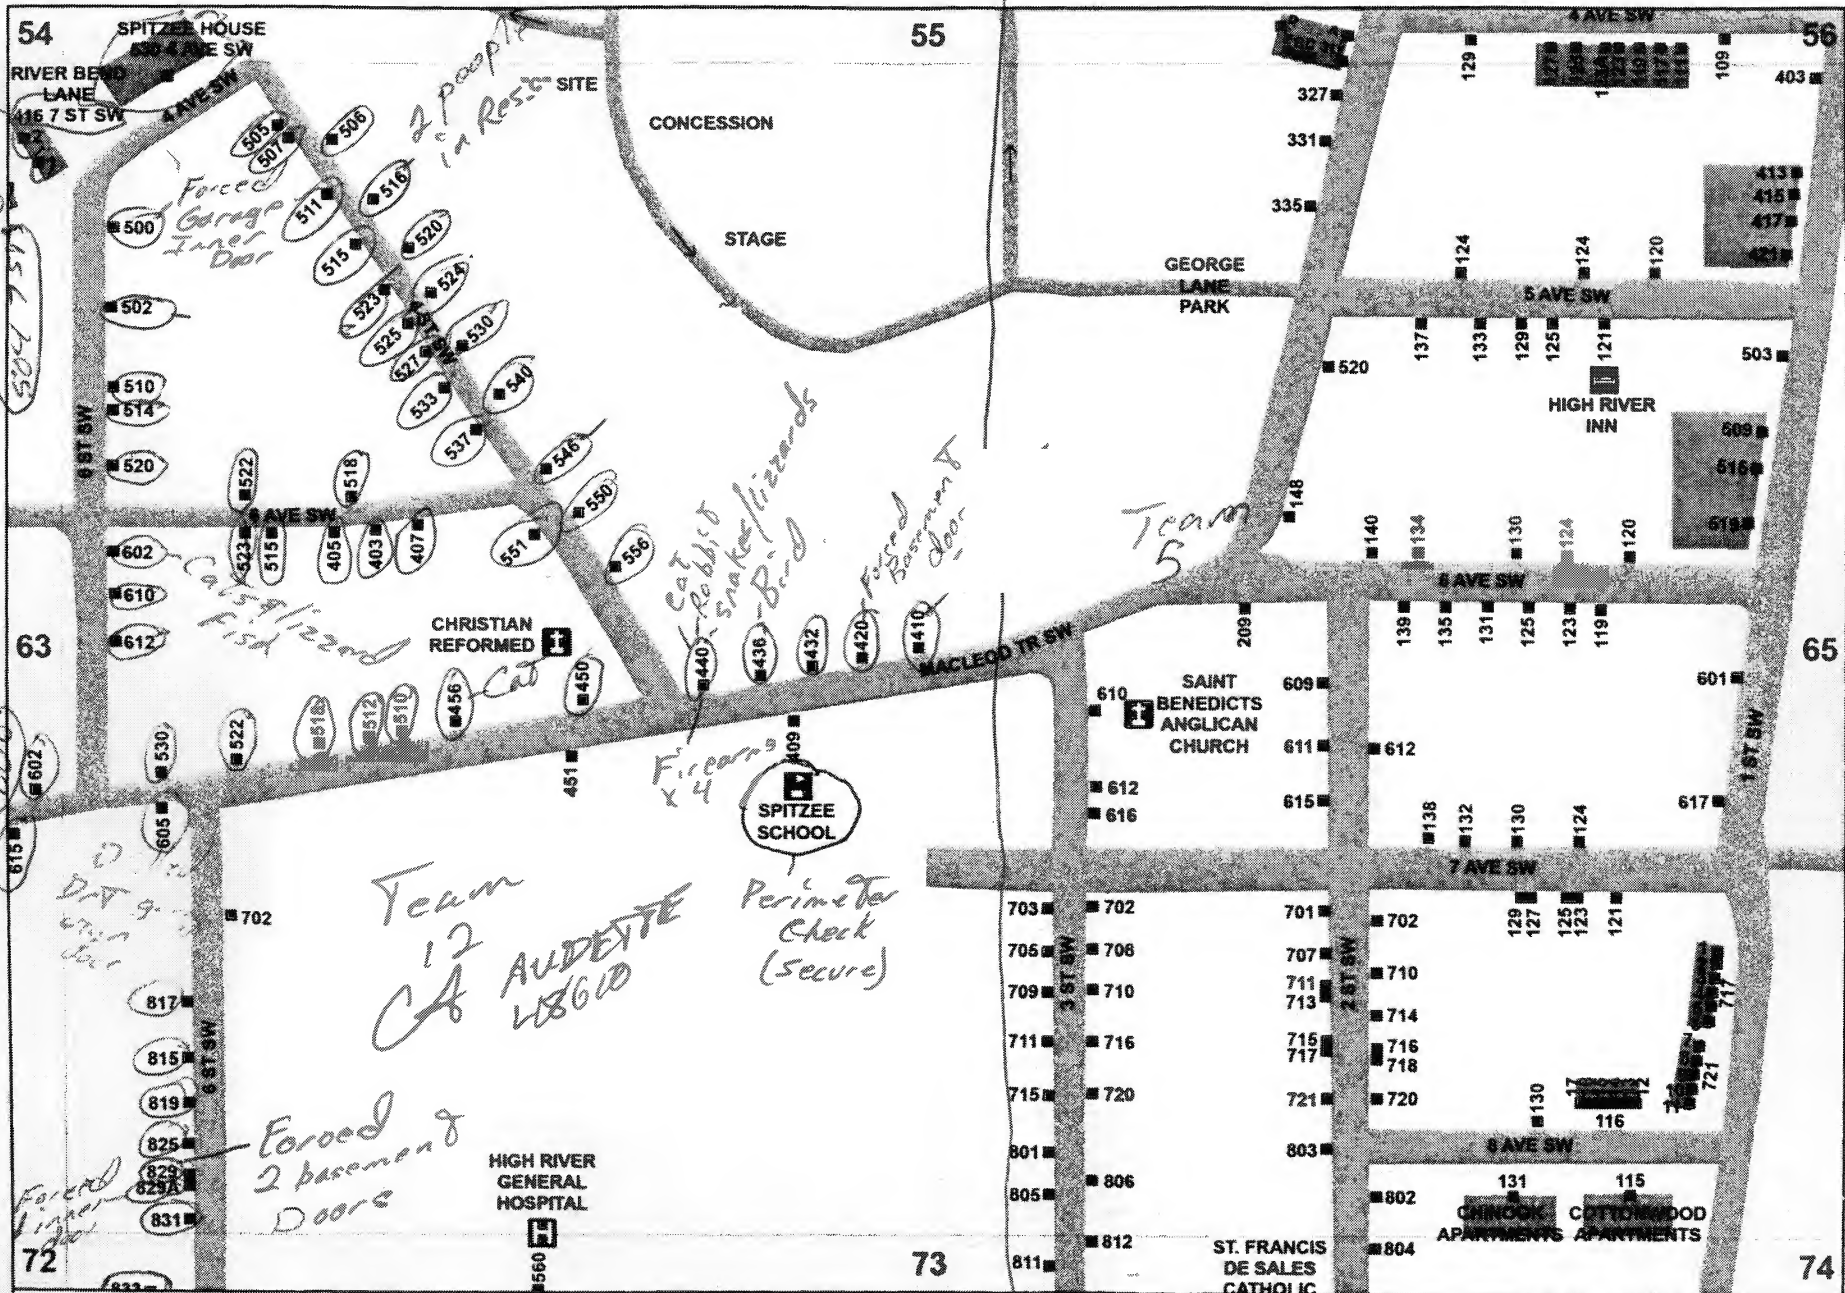 54
SPITZEE HOUSE
530 4 AVE SW
RIVER BEND
LANE
416 7 ST SW
4 AVE SW
2 poople
in Res.
"C" SITE
CONCESSION
STAGE
55
4 AVE SW
56
129
109
403
327
331
335
413
415
417
421
505
507
506
Forced
Garage
Inner
Door
511
516
500
515
520
523
524
525
530
527
533
540
537
502
510
514
520
522
518
546
550
551
556
6 ST SW
6 AVE SW
523
515
405
403
407
602
610
612
Cats q/izzard
Fish
GEORGE
LANE
PARK
124
124
120
5 AVE SW
137
133
129
125
121
503
520
HIGH RIVER
INN
509
515
519
148
Team
5
140
134
130
124
120
6 AVE SW
209
139
135
131
125
123
119
63
CHRISTIAN
REFORMED
cat
Rabbit
snakes/lizzards
Bird
Forced
Basement
door
440
436
432
420
410
MACLEOD TR SW
65
456
Cat
450
518
512
510
522
530
602
615
605
451
409
Firearms
x 4
SPITZEE
SCHOOL
Perimeter
Check
(secure)
610
SAINT
BENEDICTS
ANGLICAN
CHURCH
609
611
612
615
601
617
1 ST SW
612
616
138
132
130
124
7 AVE SW
129
127
125
123
121
702
Team
12
CA
AUDETTE
48600
703
702
705
708
709
710
711
716
715
720
801
805
806
812
811
3 ST SW
701
702
707
710
711
713
714
715
717
716
718
721
720
803
802
804
2 ST SW
717
721
130
116
8 AVE SW
131
115
CHINOOK
APARTMENTS
COTTONWOOD
APARTMENTS
817
815
819
825
829
829A
831
833
6 ST SW
Forced
2 basement
Doors
Forced
inner
door
HIGH RIVER
GENERAL
HOSPITAL
560
ST. FRANCIS
DE SALES
CATHOLIC
72
73
74